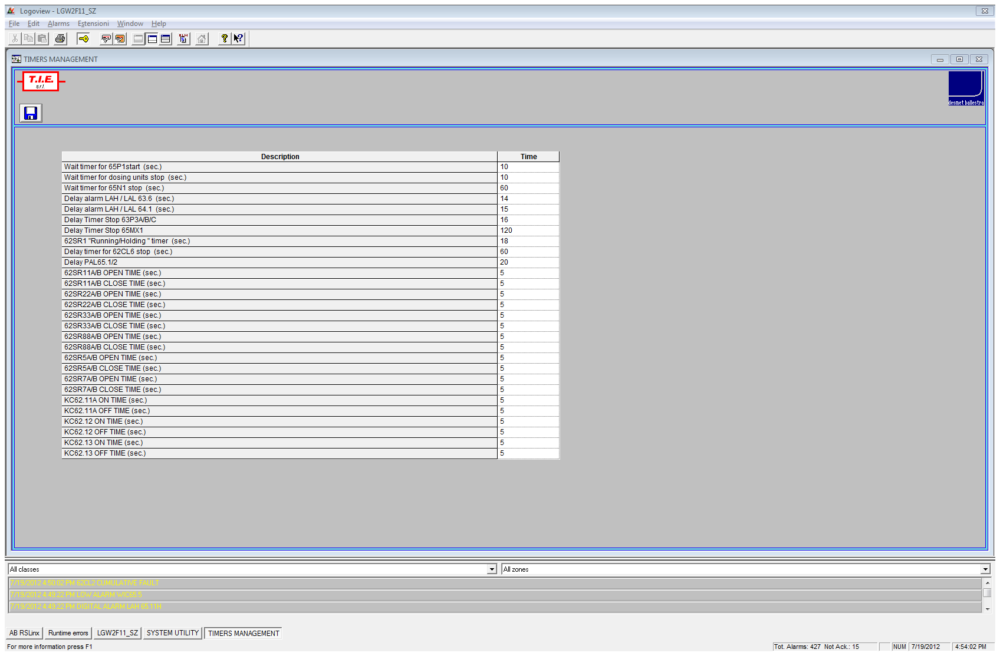 Logoview - LGW2F11_SZ
File Edit Alarms Estensioni Window Help
TIMERS MANAGEMENT
T.I.E.
s.r.l.
desmet ballestra
Description Time
Wait timer for 65P1start (sec.) 10
Wait timer for dosing units stop (sec.) 10
Wait timer for 65N1 stop (sec.) 60
Delay alarm LAH / LAL 63.6 (sec.) 14
Delay alarm LAH / LAL 64.1 (sec.) 15
Delay Timer Stop 63P3A/B/C 16
Delay Timer Stop 65MX1 120
62SR1 "Running/Holding " timer (sec.) 18
Delay timer for 62CL6 stop (sec.) 60
Delay PAL65.1/2 20
62SR11A/B OPEN TIME (sec.) 5
62SR11A/B CLOSE TIME (sec.) 5
62SR22A/B OPEN TIME (sec.) 5
62SR22A/B CLOSE TIME (sec.) 5
62SR33A/B OPEN TIME (sec.) 5
62SR33A/B CLOSE TIME (sec.) 5
62SR88A/B OPEN TIME (sec.) 5
62SR88A/B CLOSE TIME (sec.) 5
62SR5A/B OPEN TIME (sec.) 5
62SR5A/B CLOSE TIME (sec.) 5
62SR7A/B OPEN TIME (sec.) 5
62SR7A/B CLOSE TIME (sec.) 5
KC62.11A ON TIME (sec.) 5
KC62.11A OFF TIME (sec.) 5
KC62.12 ON TIME (sec.) 5
KC62.12 OFF TIME (sec.) 5
KC62.13 ON TIME (sec.) 5
KC62.13 OFF TIME (sec.) 5
All classes All zones
7/19/2012 4:50:02 PM 62CL2 CUMULATIVE FAULT
7/19/2012 4:49:22 PM LOW ALARM WIC65.5
7/19/2012 4:49:22 PM DIGITAL ALARM LAH 65.11H
AB RSLinx Runtime errors LGW2F11_SZ SYSTEM UTILITY TIMERS MANAGEMENT
For more information press F1 Tot. Alarms: 427 Not Ack.: 15 NUM 7/19/2012 4:54:02 PM